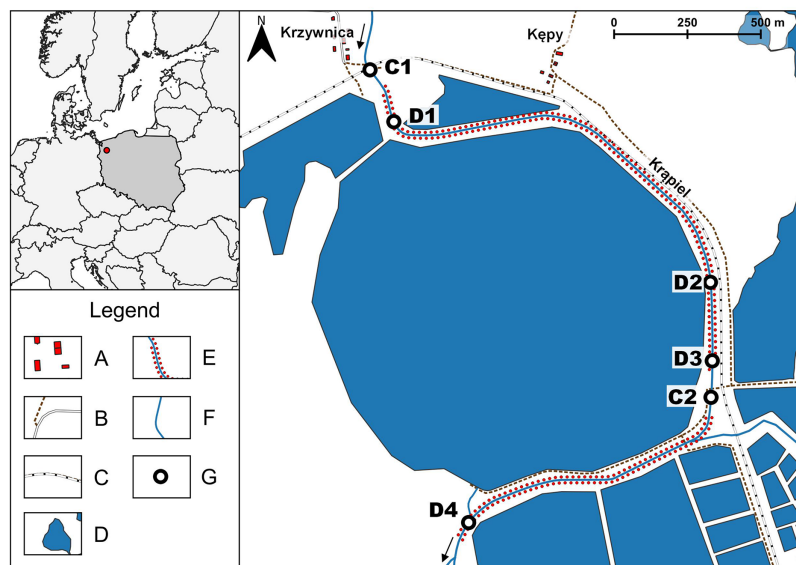 N
0 250 500 m
Krzywnica
Kępy
C1
D1
Krąpiel
D2
D3
C2
D4
Legend
A E
B F
C G
D